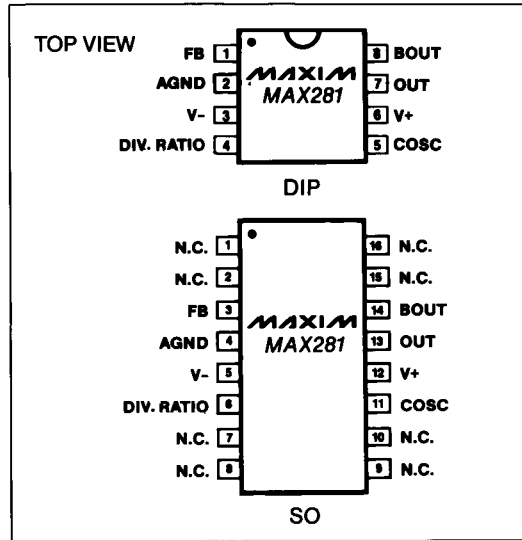 TOP VIEW
FB 1
AGND 2
V- 3
DIV. RATIO 4
MAXIM
MAX281
8 BOUT
7 OUT
6 V+
5 COSC
DIP
N.C. 1
N.C. 2
FB 3
AGND 4
V- 5
DIV. RATIO 6
N.C. 7
N.C. 8
MAXIM
MAX281
16 N.C.
15 N.C.
14 BOUT
13 OUT
12 V+
11 COSC
10 N.C.
9 N.C.
SO